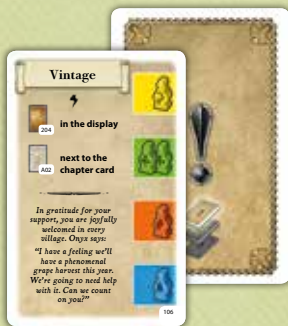 Vintage
204
in the display
A02
next to the
chapter card
In gratitude for your
support, you are joyfully
welcomed in every
village. Onyx says:
“I have a feeling we’ll
have a phenomenal
grape harvest this year.
We’re going to need help
with it. Can we count
on you?”
106
!